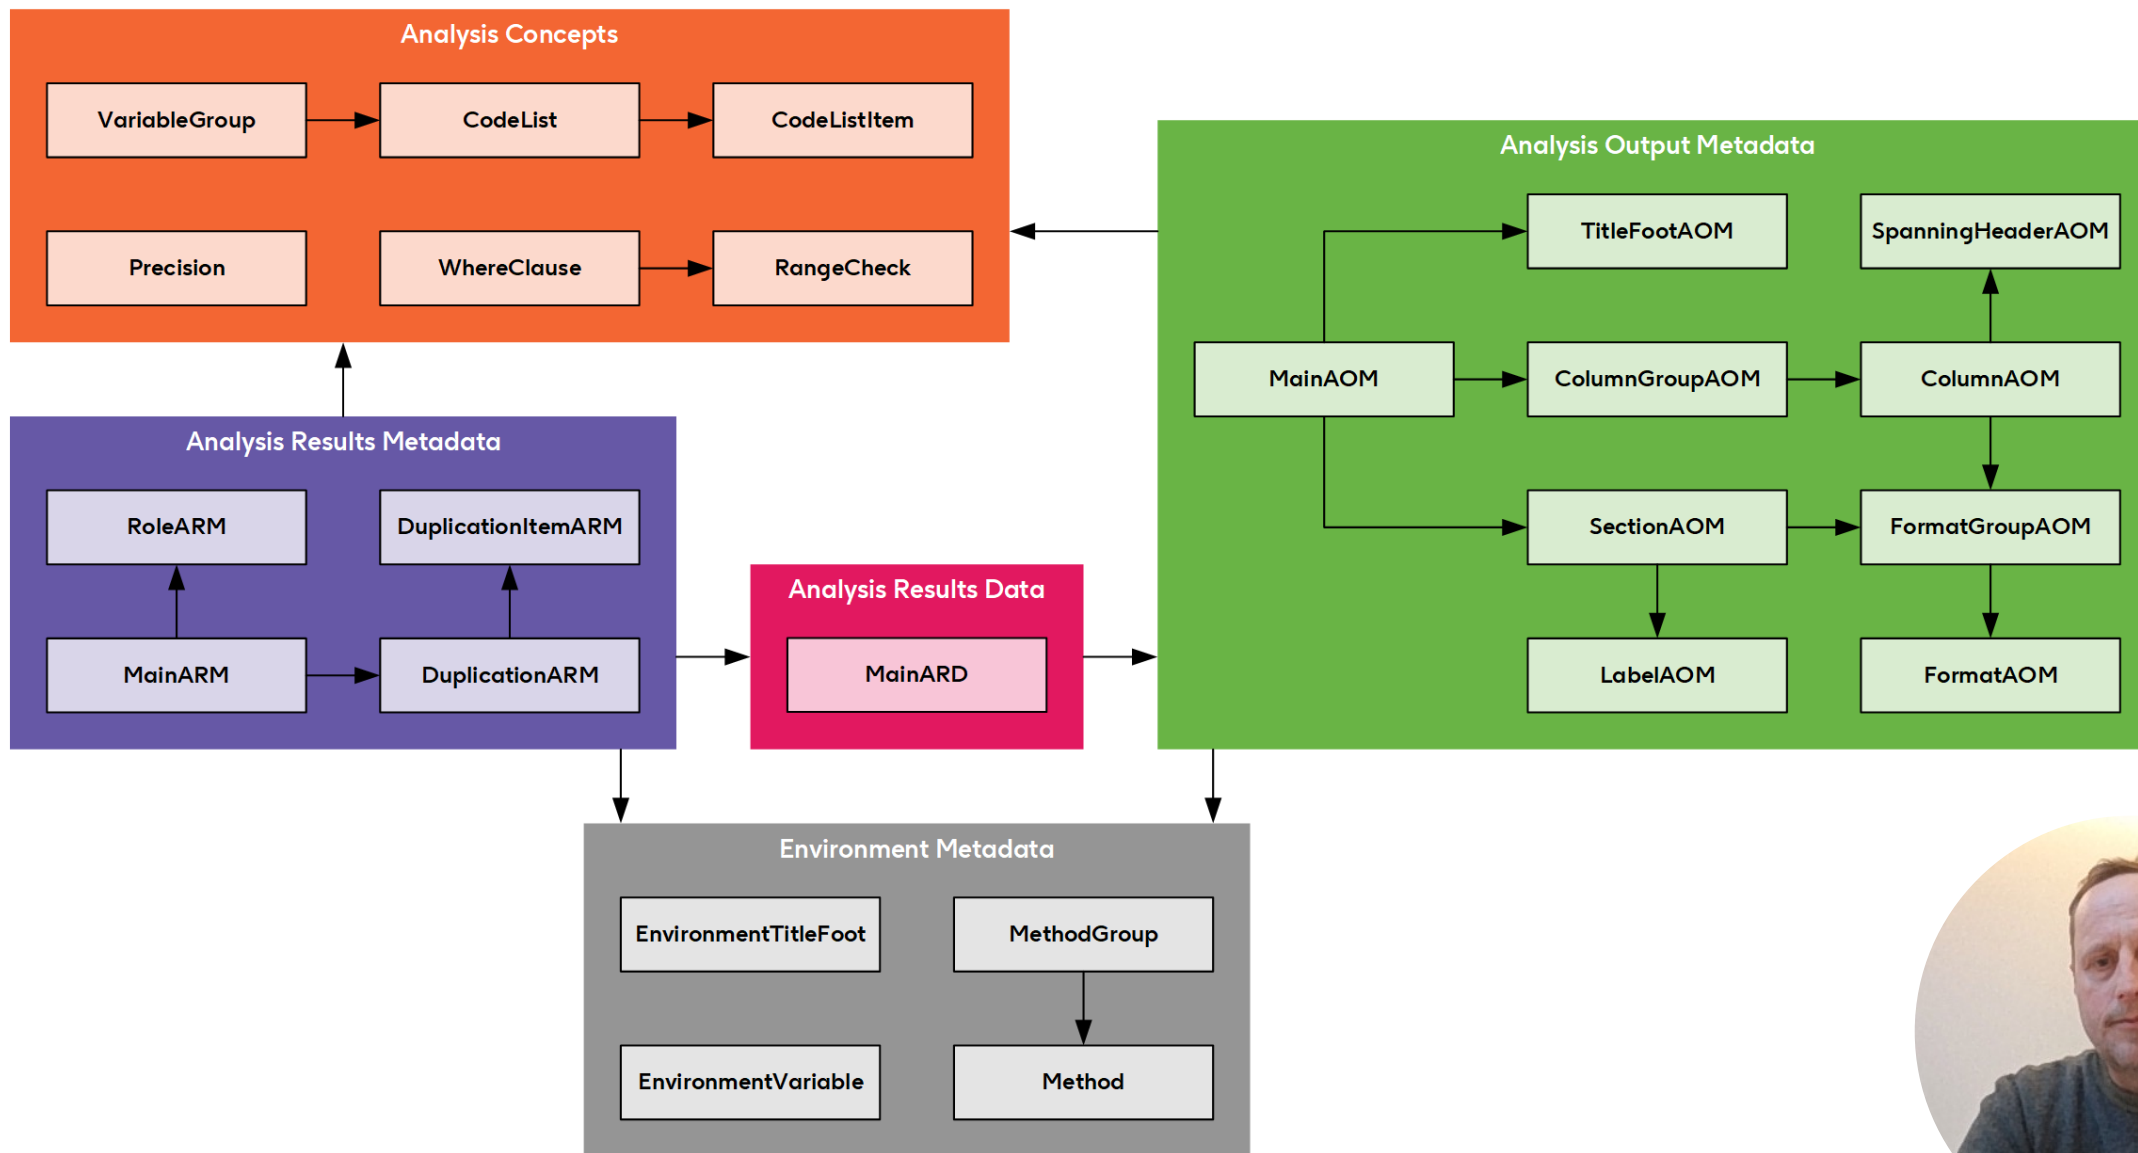 Analysis Concepts
VariableGroup
CodeList
CodeListItem
Precision
WhereClause
RangeCheck
Analysis Output Metadata
TitleFootAOM
SpanningHeaderAOM
MainAOM
ColumnGroupAOM
ColumnAOM
SectionAOM
FormatGroupAOM
LabelAOM
FormatAOM
Analysis Results Metadata
RoleARM
DuplicationItemARM
MainARM
DuplicationARM
Analysis Results Data
MainARD
Environment Metadata
EnvironmentTitleFoot
MethodGroup
EnvironmentVariable
Method